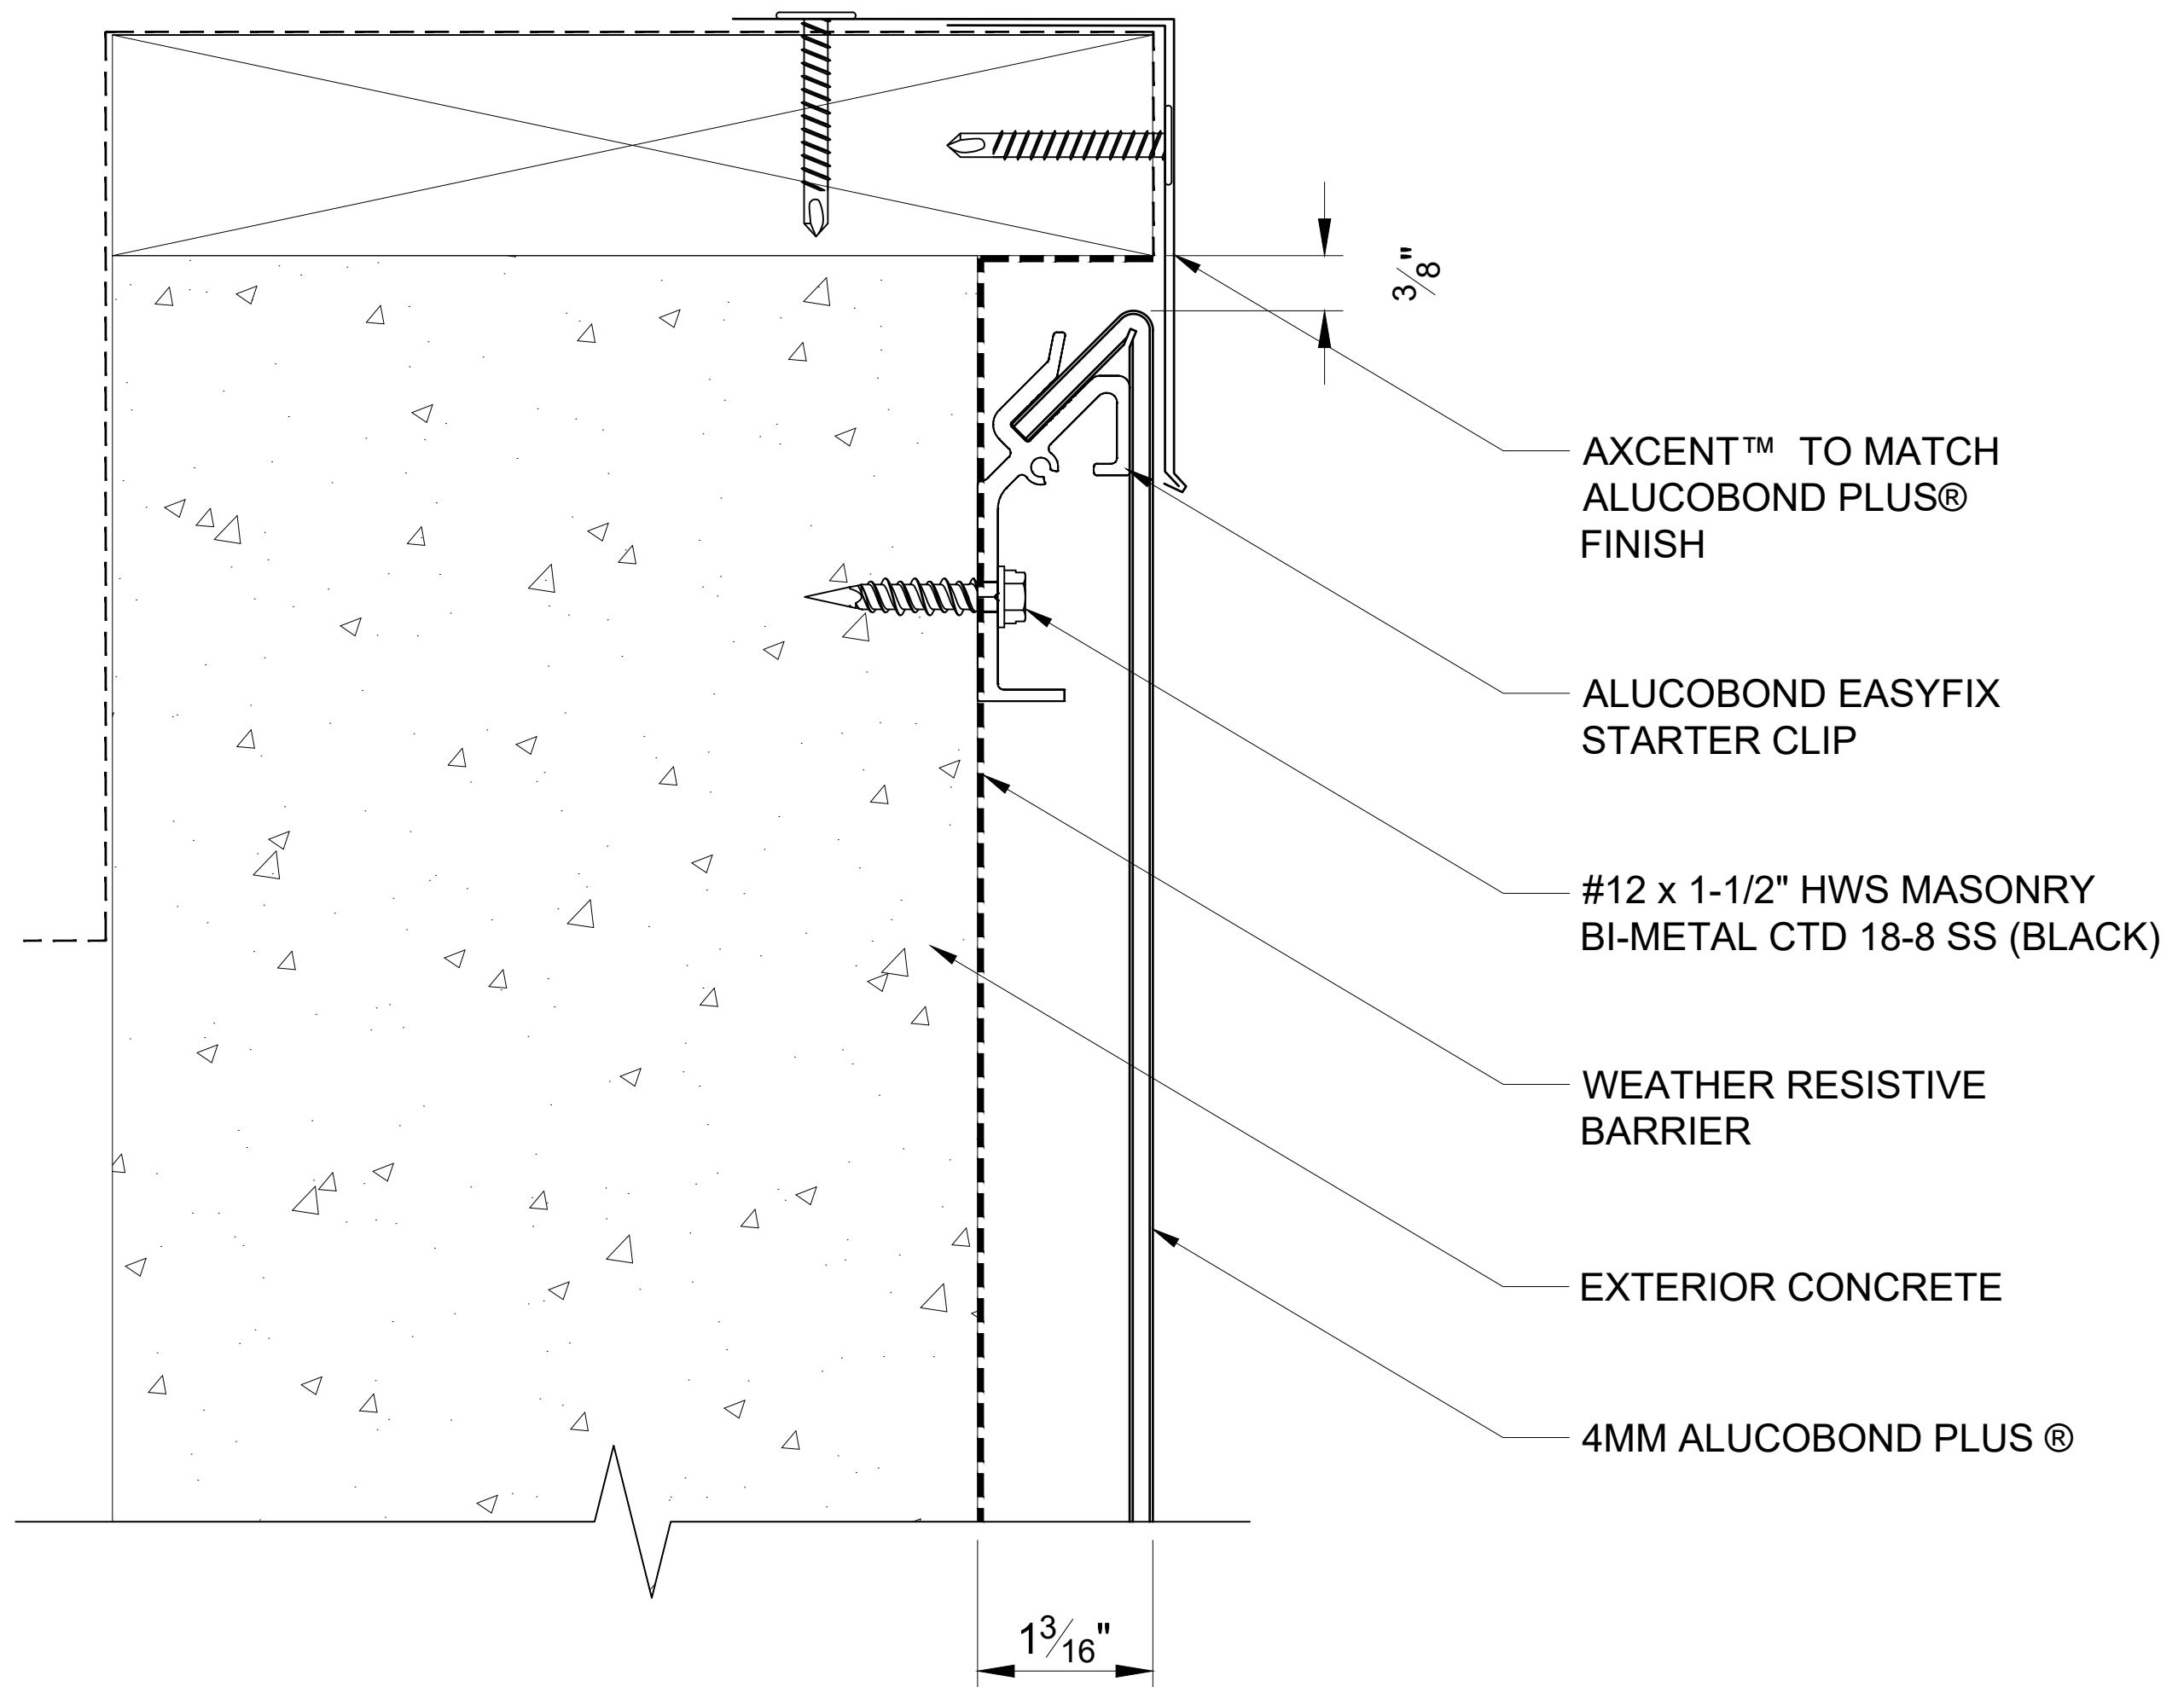 3/8"
AXCENT™ TO MATCH
ALUCOBOND PLUS®
FINISH
ALUCOBOND EASYFIX
STARTER CLIP
#12 x 1-1/2" HWS MASONRY
BI-METAL CTD 18-8 SS (BLACK)
WEATHER RESISTIVE
BARRIER
EXTERIOR CONCRETE
4MM ALUCOBOND PLUS ®
1 3/16"